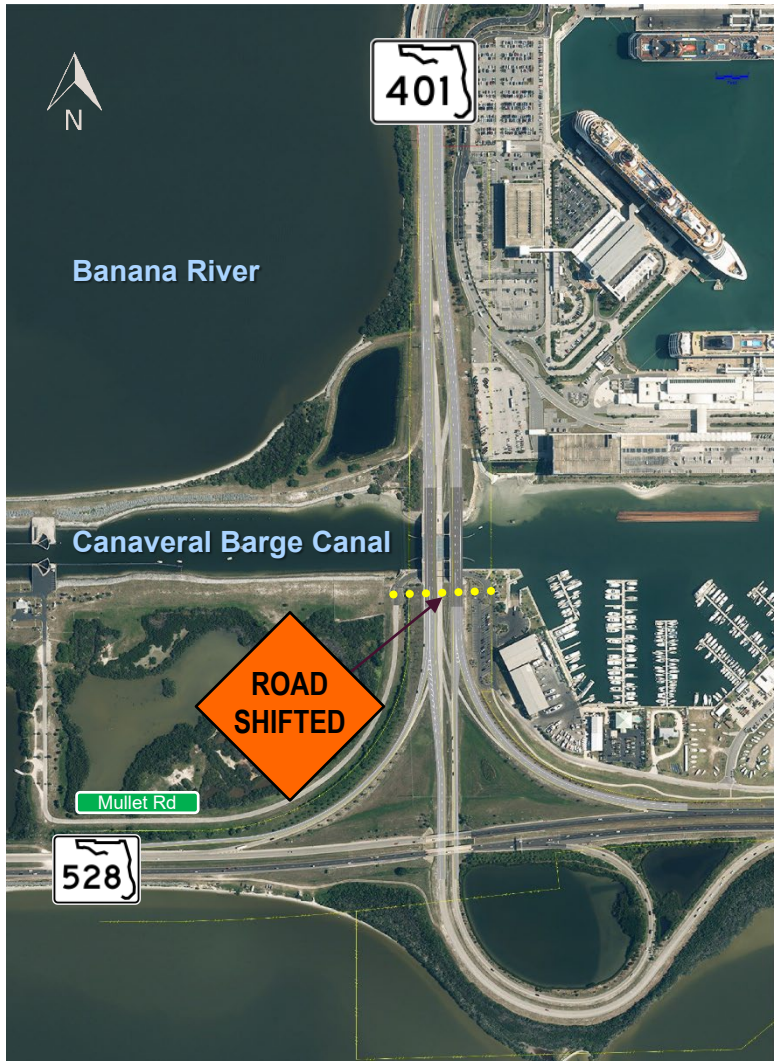 401
N
Banana River
Canaveral Barge Canal
ROAD
SHIFTED
Mullet Rd
528